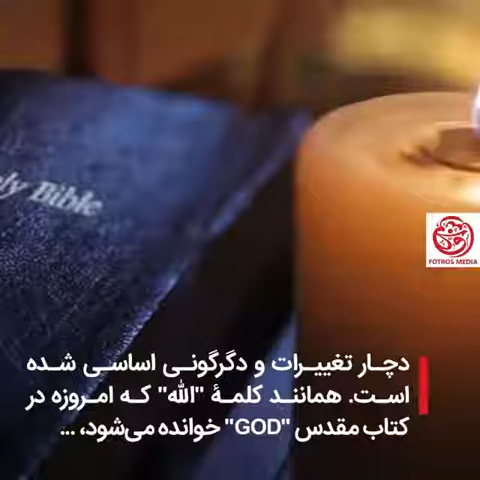 ly Bible
FOTROS MEDIA
دچار تغییرات و دگرگونی اساسی شده
است. همانند کلمهٔ "الله" که امروزه در
کتاب مقدس "GOD" خوانده می‌شود، ...